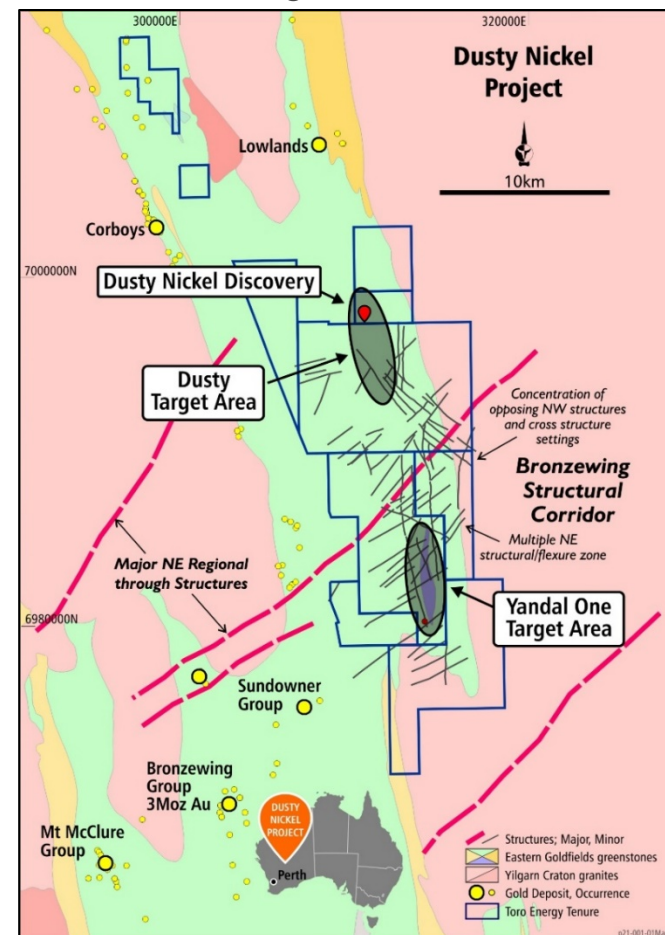 300000E
320000E
Dusty Nickel
Project
10km
Lowlands
Corboys
7000000N
Dusty Nickel Discovery
Dusty
Target Area
Concentration of
opposing NW structures
and cross structure
settings
Bronzewing
Structural
Corridor
Multiple NE
structural/flexure zone
Major NE Regional
through Structures
Yandal One
Target Area
6980000N
Sundowner
Group
Bronzewing
Group
3Moz Au
DUSTY
NICKEL
PROJECT
Mt McClure
Group
Perth
Structures; Major, Minor
Eastern Goldfields greenstones
Yilgarn Craton granites
Gold Deposit, Occurrence
Toro Energy Tenure